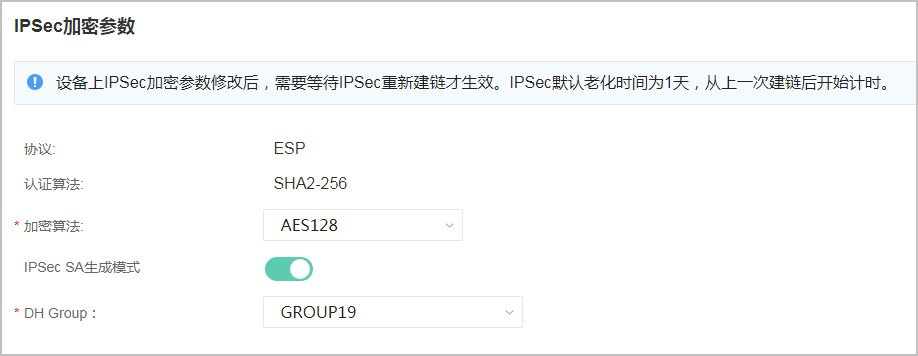 IPSec加密参数
设备上IPSec加密参数修改后，需要等待IPSec重新建链才生效。IPSec默认老化时间为1天，从上一次建链后开始计时。
协议: ESP
认证算法: SHA2-256
* 加密算法: AES128
IPSec SA生成模式
* DH Group： GROUP19